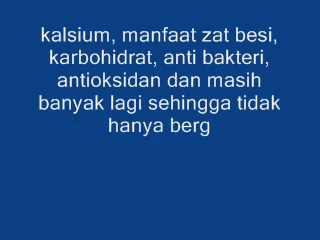 kalsium, manfaat zat besi,
karbohidrat, anti bakteri,
antioksidan dan masih
banyak lagi sehingga tidak
hanya berg